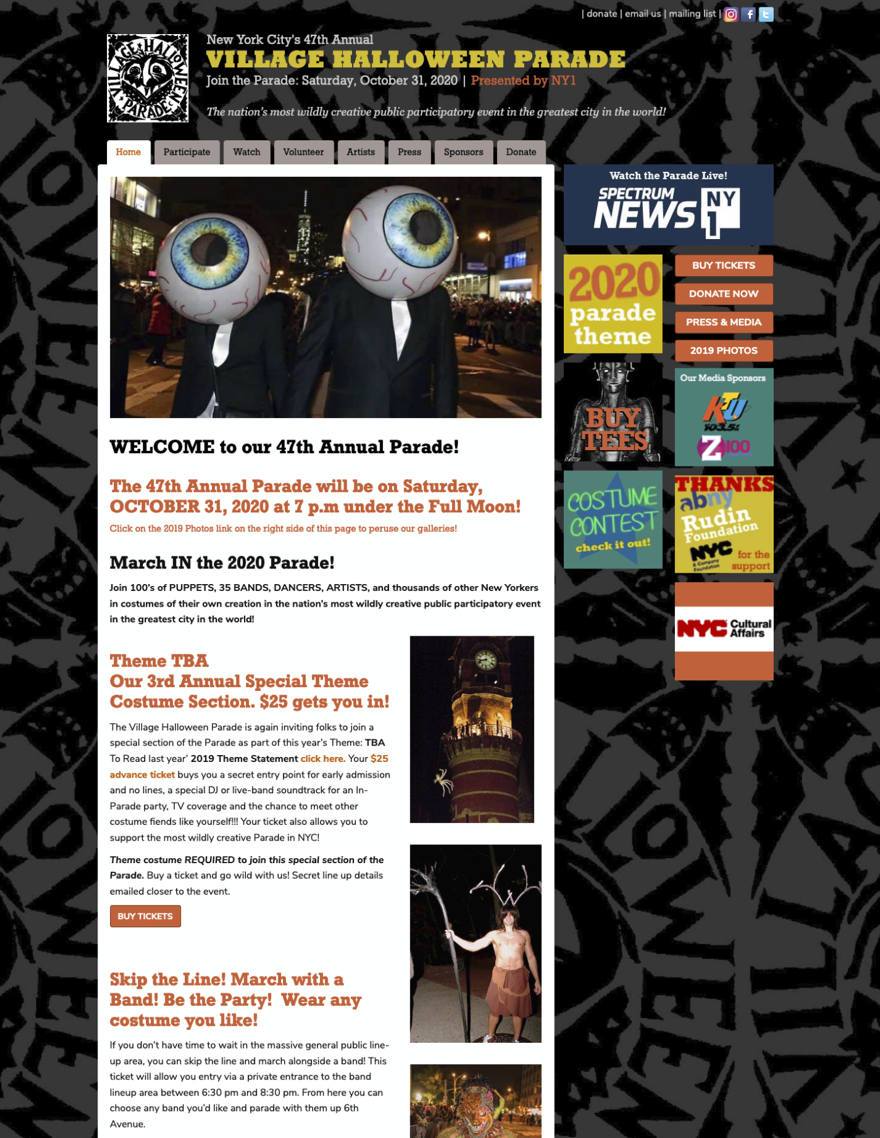 | donate | email us | mailing list |
New York City's 47th Annual
VILLAGE HALLOWEEN PARADE
Join the Parade: Saturday, October 31, 2020 | Presented by NY1
The nation's most wildly creative public participatory event in the greatest city in the world!
VILLAGE HALLOWEEN PARADE
Home
Participate
Watch
Volunteer
Artists
Press
Sponsors
Donate
WELCOME to our 47th Annual Parade!
The 47th Annual Parade will be on Saturday,
OCTOBER 31, 2020 at 7 p.m under the Full Moon!
Click on the 2019 Photos link on the right side of this page to peruse our galleries!
March IN the 2020 Parade!
Join 100's of PUPPETS, 35 BANDS, DANCERS, ARTISTS, and thousands of other New Yorkers
in costumes of their own creation in the nation's most wildly creative public participatory event
in the greatest city in the world!
Theme TBA
Our 3rd Annual Special Theme
Costume Section. $25 gets you in!
The Village Halloween Parade is again inviting folks to join a
special section of the Parade as part of this year's Theme: TBA
To Read last year' 2019 Theme Statement click here. Your $25
advance ticket buys you a secret entry point for early admission
and no lines, a special DJ or live-band soundtrack for an In-
Parade party, TV coverage and the chance to meet other
costume fiends like yourself!!! Your ticket also allows you to
support the most wildly creative Parade in NYC!
Theme costume REQUIRED to join this special section of the
Parade. Buy a ticket and go wild with us! Secret line up details
emailed closer to the event.
BUY TICKETS
Skip the Line! March with a
Band! Be the Party! Wear any
costume you like!
If you don't have time to wait in the massive general public line-
up area, you can skip the line and march alongside a band! This
ticket will allow you entry via a private entrance to the band
lineup area between 6:30 pm and 8:30 pm. From here you can
choose any band you'd like and parade with them up 6th
Avenue.
Watch the Parade Live!
SPECTRUM
NEWS NY
1
2020
parade
theme
BUY
TEES
COSTUME
CONTEST
check it out!
BUY TICKETS
DONATE NOW
PRESS & MEDIA
2019 PHOTOS
Our Media Sponsors
KTU
103.5
Z100
THANKS
abny
Rudin
Foundation
NYC
& Company
Foundation
for the
support
NYC Cultural
Affairs